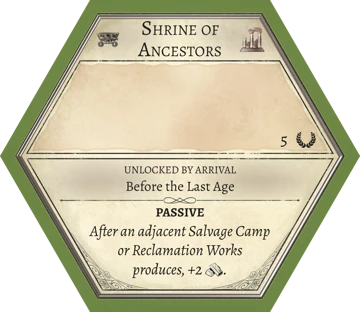 SHRINE OF
ANCESTORS
5
UNLOCKED BY ARRIVAL
Before the Last Age
PASSIVE
After an adjacent Salvage Camp
or Reclamation Works
produces, +2 .